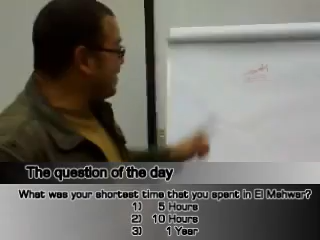 The question of the day
What was your shortest time that you spent in El Mehwar?
1) 5 Hours
2) 10 Hours
3) 1 Year